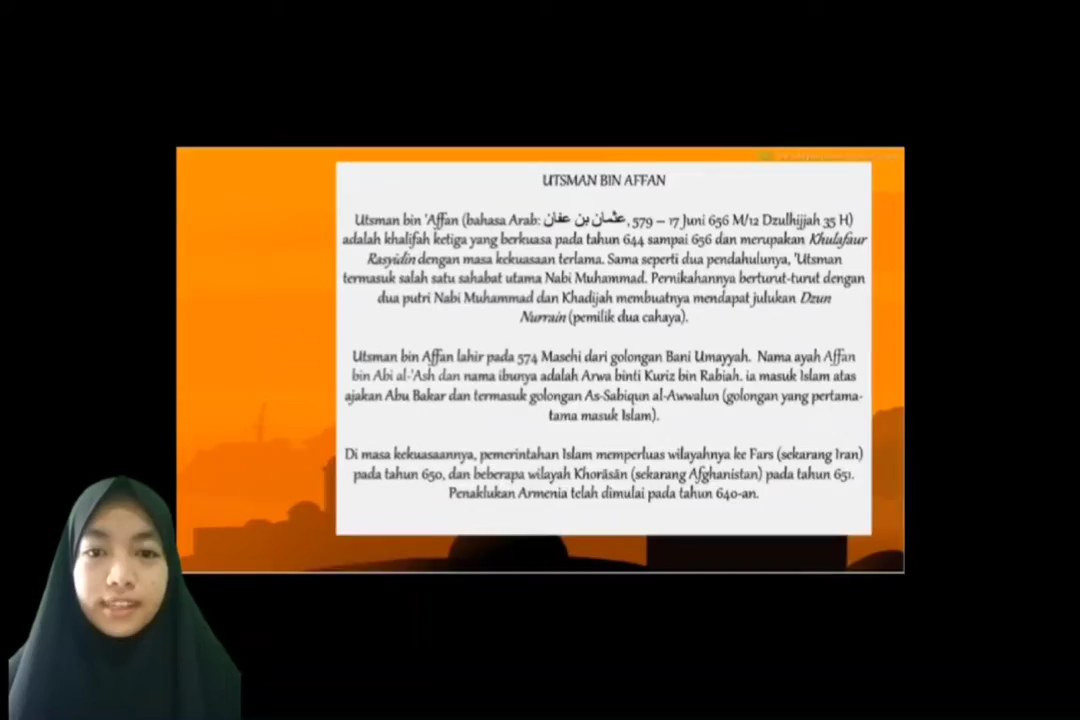 UTSMAN BIN AFFAN
Utsman bin 'Affan (bahasa Arab: عثمان بن عفان, 579 – 17 Juni 656 M/12 Dzulhijjah 35 H)
adalah khalifah ketiga yang berkuasa pada tahun 644 sampai 656 dan merupakan Khulafaur
Rasyidin dengan masa kekuasaan terlama. Sama seperti dua pendahulunya, 'Utsman
termasuk salah satu sahabat utama Nabi Muhammad. Pernikahannya berturut-turut dengan
dua putri Nabi Muhammad dan Khadijah membuatnya mendapat julukan Dzun
Nurrain (pemilik dua cahaya).
Utsman bin Affan lahir pada 574 Masehi dari golongan Bani Umayyah. Nama ayah Affan
bin Abi al-'Ash dan nama ibunya adalah Arwa binti Kuriz bin Rabiah. ia masuk Islam atas
ajakan Abu Bakar dan termasuk golongan As-Sabiqun al-Awwalun (golongan yang pertama-
tama masuk Islam).
Di masa kekuasaannya, pemerintahan Islam memperluas wilayahnya ke Fars (sekarang Iran)
pada tahun 650, dan beberapa wilayah Khorāsān (sekarang Afghanistan) pada tahun 651.
Penaklukan Armenia telah dimulai pada tahun 640-an.